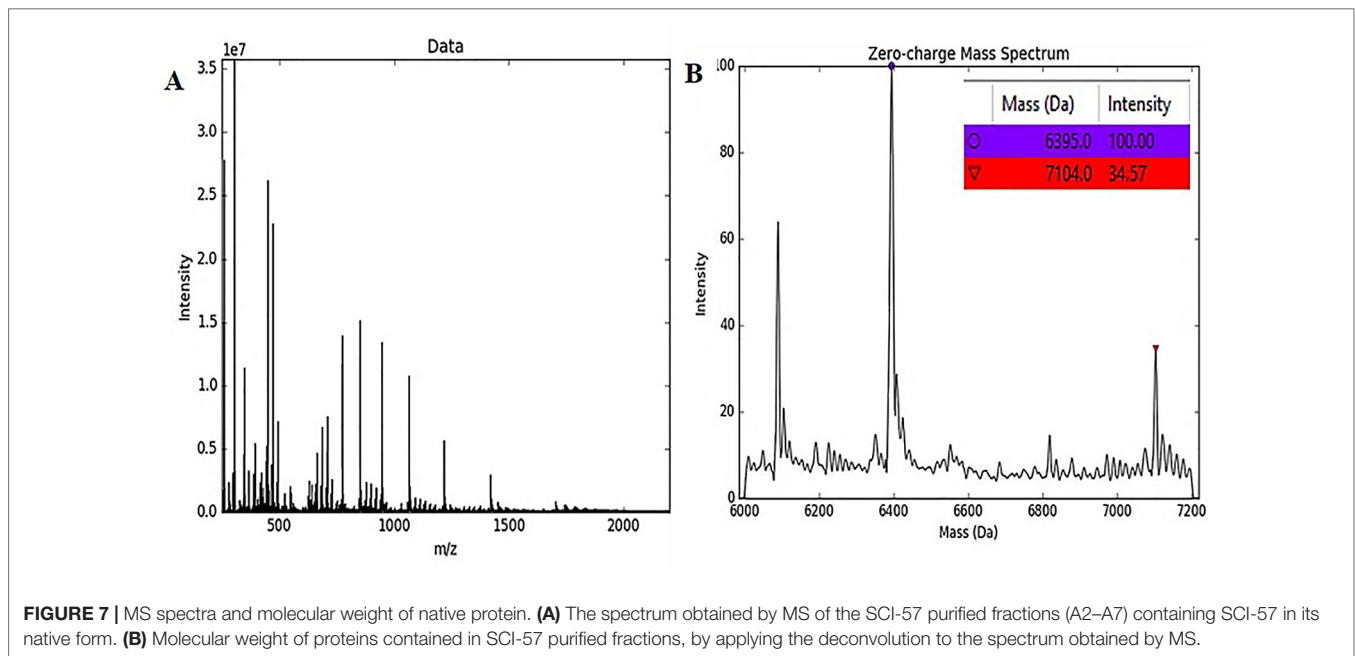 Data
1e7
A
3.5
3.0
2.5
2.0
1.5
1.0
0.5
0.0
Intensity
500 1000 1500 2000
m/z
B
Zero-charge Mass Spectrum
100
80
60
40
20
0
Intensity
Mass (Da) Intensity
6395.0 100.00
7104.0 34.57
6000 6200 6400 6600 6800 7000 7200
Mass (Da)
FIGURE 7 | MS spectra and molecular weight of native protein. (A) The spectrum obtained by MS of the SCI-57 purified fractions (A2–A7) containing SCI-57 in its
native form. (B) Molecular weight of proteins contained in SCI-57 purified fractions, by applying the deconvolution to the spectrum obtained by MS.